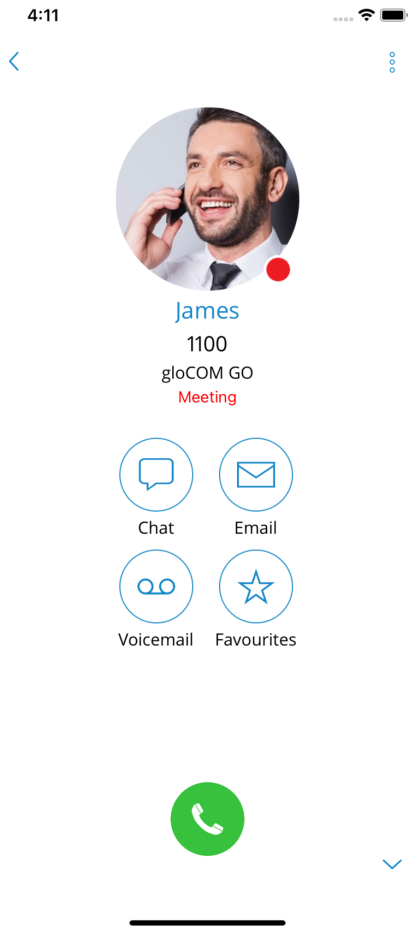 4:11
James
1100
gloCOM GO
Meeting
Chat
Email
Voicemail
Favourites